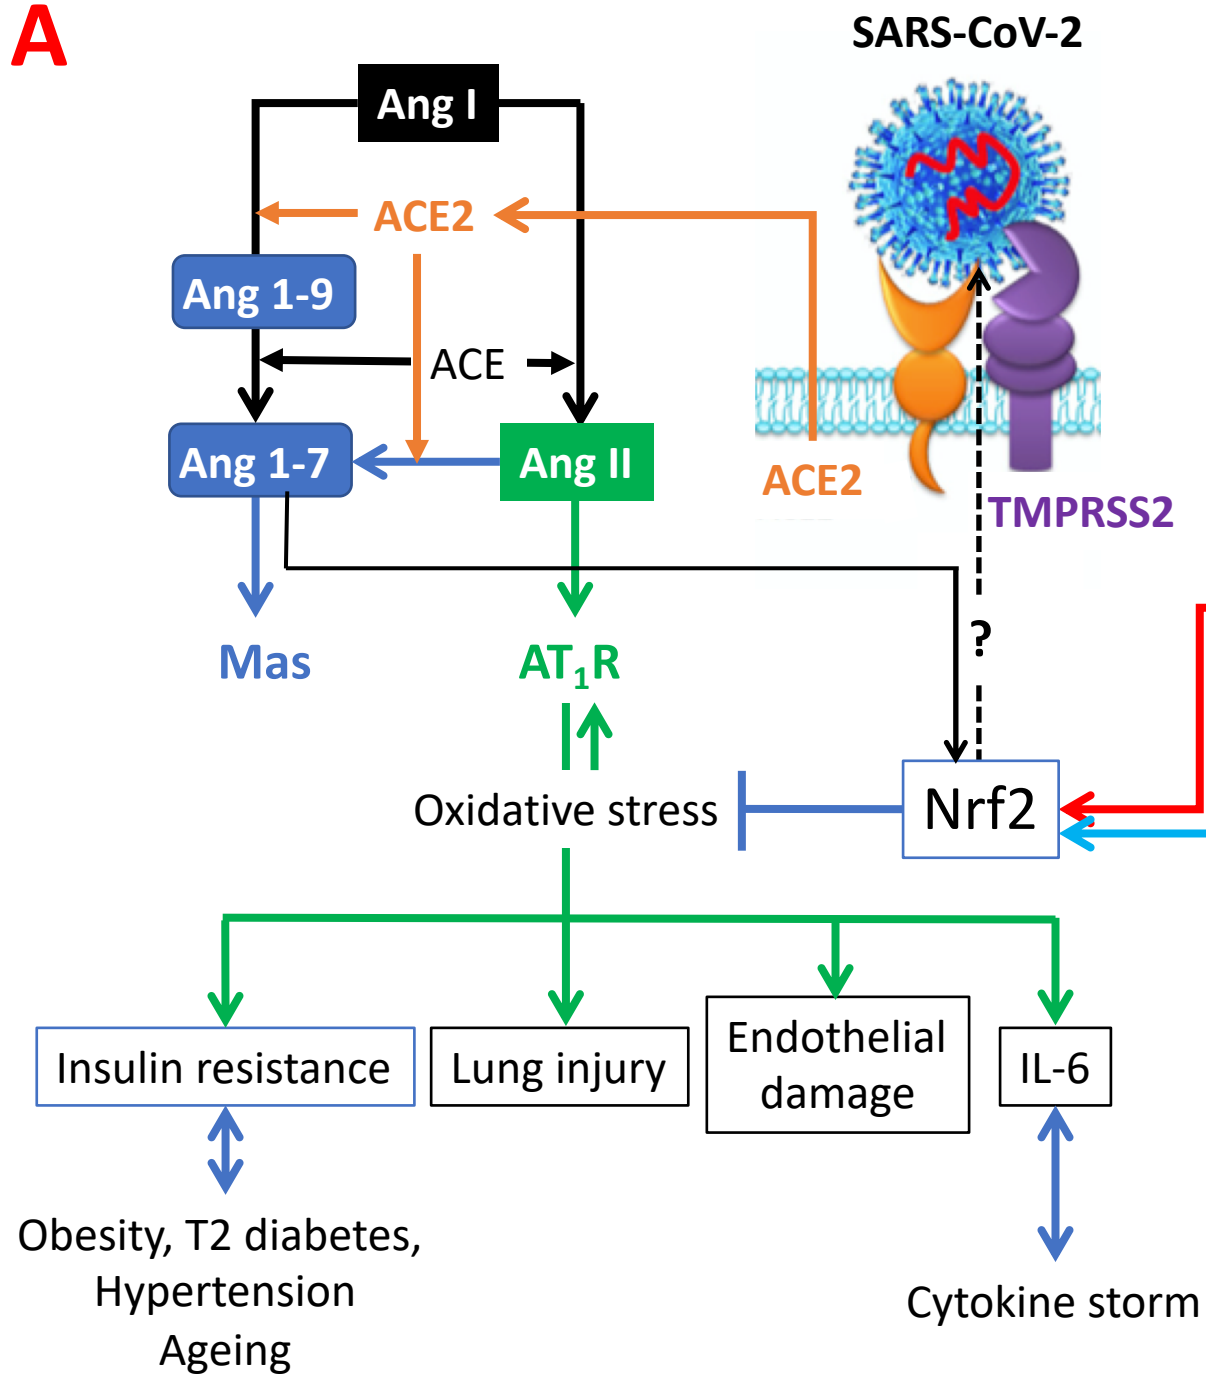 A
SARS-CoV-2
Ang I
ACE2
Ang 1-9
ACE
Ang 1-7
Ang II
ACE2
TMPRSS2
?
Mas
AT₁R
Oxidative stress
Nrf2
Insulin resistance
Lung injury
Endothelial
damage
IL-6
Obesity, T2 diabetes,
Hypertension
Ageing
Cytokine storm